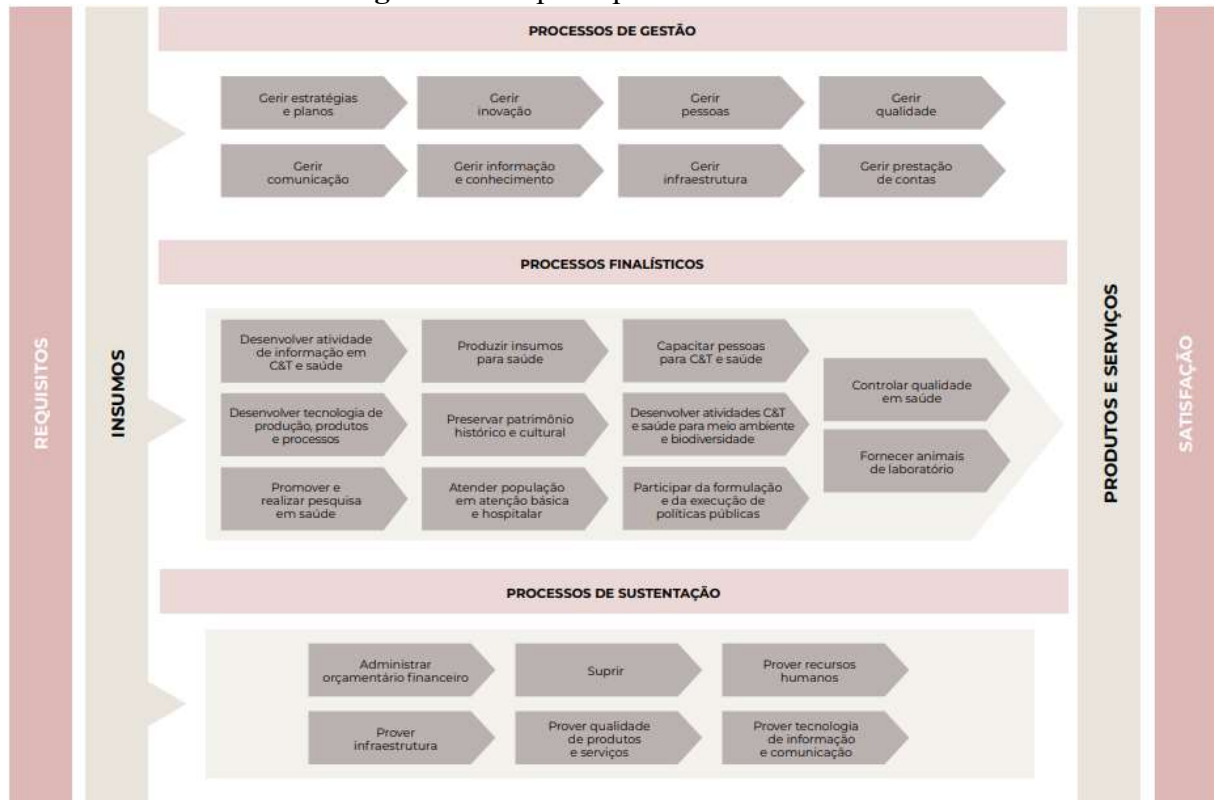 PROCESSOS DE GESTÃO
Gerir estratégias
e planos
Gerir
inovação
Gerir
pessoas
Gerir
qualidade
Gerir
comunicação
Gerir informação
e conhecimento
Gerir
infraestrutura
Gerir prestação
de contas
PROCESSOS FINALÍSTICOS
Desenvolver atividade
de informação em
C&T e saúde
Produzir insumos
para saúde
Capacitar pessoas
para C&T e saúde
Controlar qualidade
em saúde
Desenvolver tecnologia de
produção, produtos
e processos
Preservar patrimônio
histórico e cultural
Desenvolver atividades C&T
e saúde para meio ambiente
e biodiversidade
Fornecer animais
de laboratório
Promover e
realizar pesquisa
em saúde
Atender população
em atenção básica
e hospitalar
Participar da formulação
e da execução de
políticas públicas
PROCESSOS DE SUSTENTAÇÃO
Administrar
orçamentário financeiro
Suprir
Prover recursos
humanos
Prover
infraestrutura
Prover qualidade
de produtos
e serviços
Prover tecnologia
de informação
e comunicação
REQUISITOS
INSUMOS
PRODUTOS E SERVIÇOS
SATISFAÇÃO